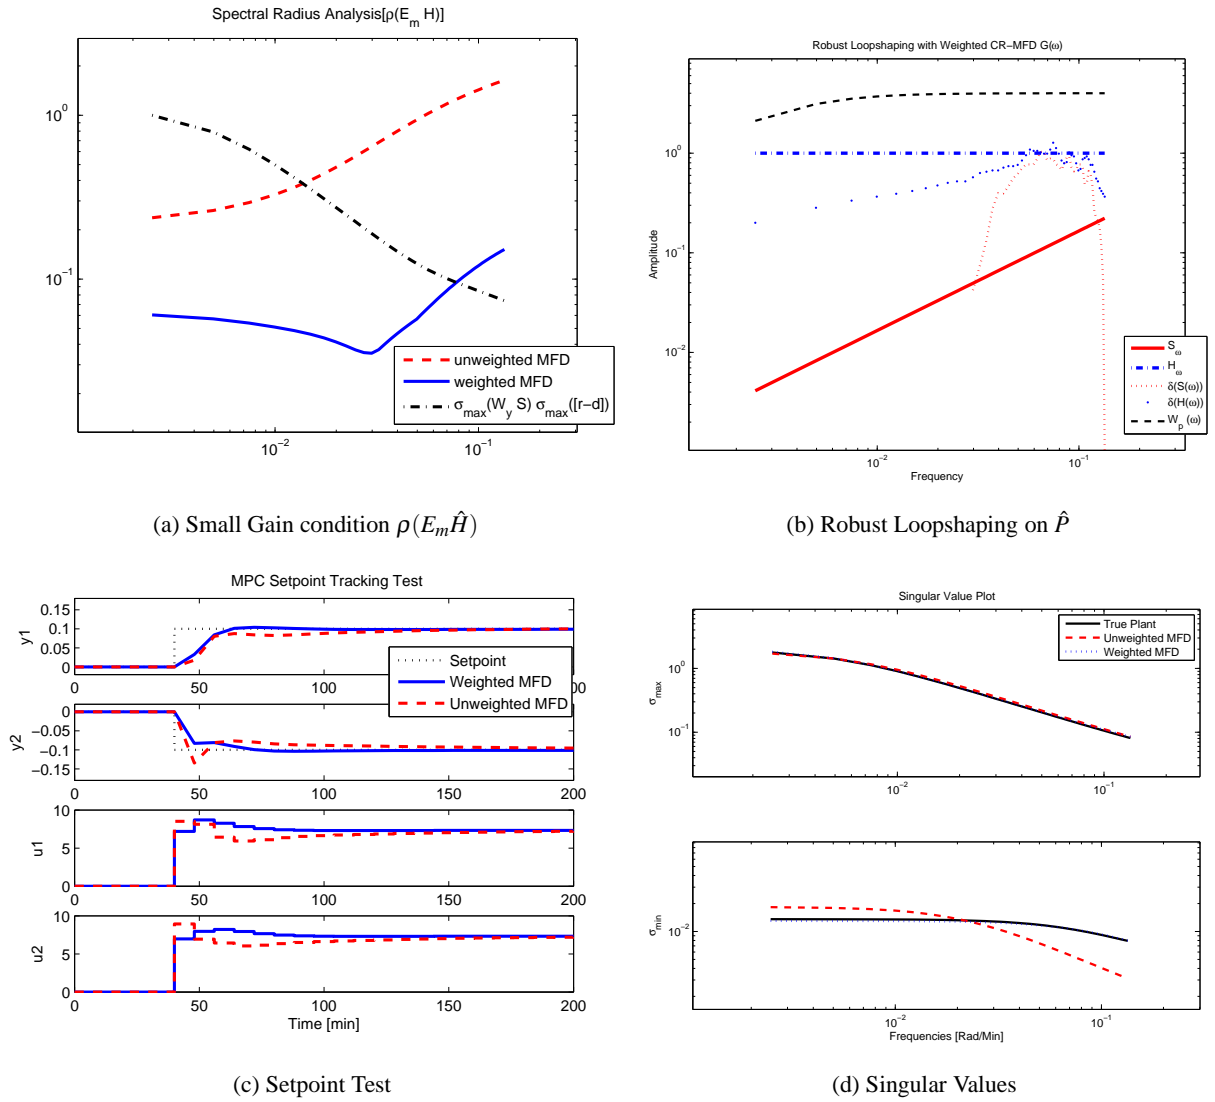 Spectral Radius Analysis[ρ(E_m H)]
10^0
10^−1
10^−2
10^−1
unweighted MFD
weighted MFD
σ_max(W_y S) σ_max([r−d])
(a) Small Gain condition ρ(E_mĤ)
Robust Loopshaping with Weighted CR−MFD G(ω)
Amplitude
10^0
10^−1
10^−2
10^−2
10^−1
Frequency
S_ω
H_ω
δ(S(ω))
δ(H(ω))
W_p(ω)
(b) Robust Loopshaping on P̂
MPC Setpoint Tracking Test
y1
0.15
0.1
0.05
0
0 50 100 150 200
Setpoint
Weighted MFD
Unweighted MFD
y2
0
−0.05
−0.1
−0.15
0 50 100 150 200
u1
10
5
0
0 50 100 150 200
u2
10
5
0
0 50 100 150 200
Time [min]
(c) Setpoint Test
Singular Value Plot
σ_max
10^0
10^−1
10^−2
10^−1
True Plant
Unweighted MFD
Weighted MFD
σ_min
10^−2
10^−2
10^−1
Frequencies [Rad/Min]
(d) Singular Values